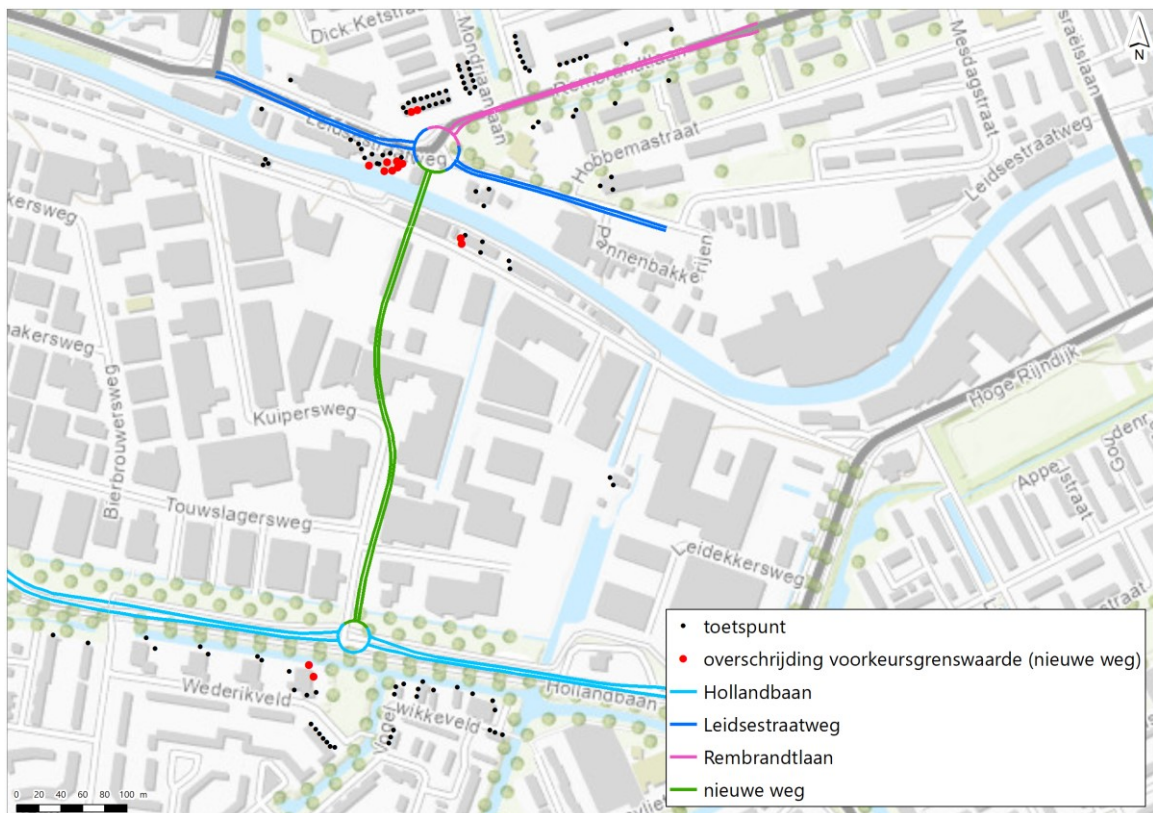 Dick-Ketstraat
Mondriaanlaan
Rembrandtlaan
Mesdagstraat
N
Leidsestraatweg
Hobbemastraat
Leidsestraatweg
Pannenbakkerijen
kersweg
Bierbrouwersweg
makersweg
Kuipersweg
Hoge Rijndijk
Touwslagersweg
Appelstraat
Leidekkersweg
Wederikveld
Vogel
wikkeveld
Hollandbaan
toetspunt
overschrijding voorkeursgrenswaarde (nieuwe weg)
Hollandbaan
Leidsestraatweg
Rembrandtlaan
nieuwe weg
0 20 40 60 80 100 m